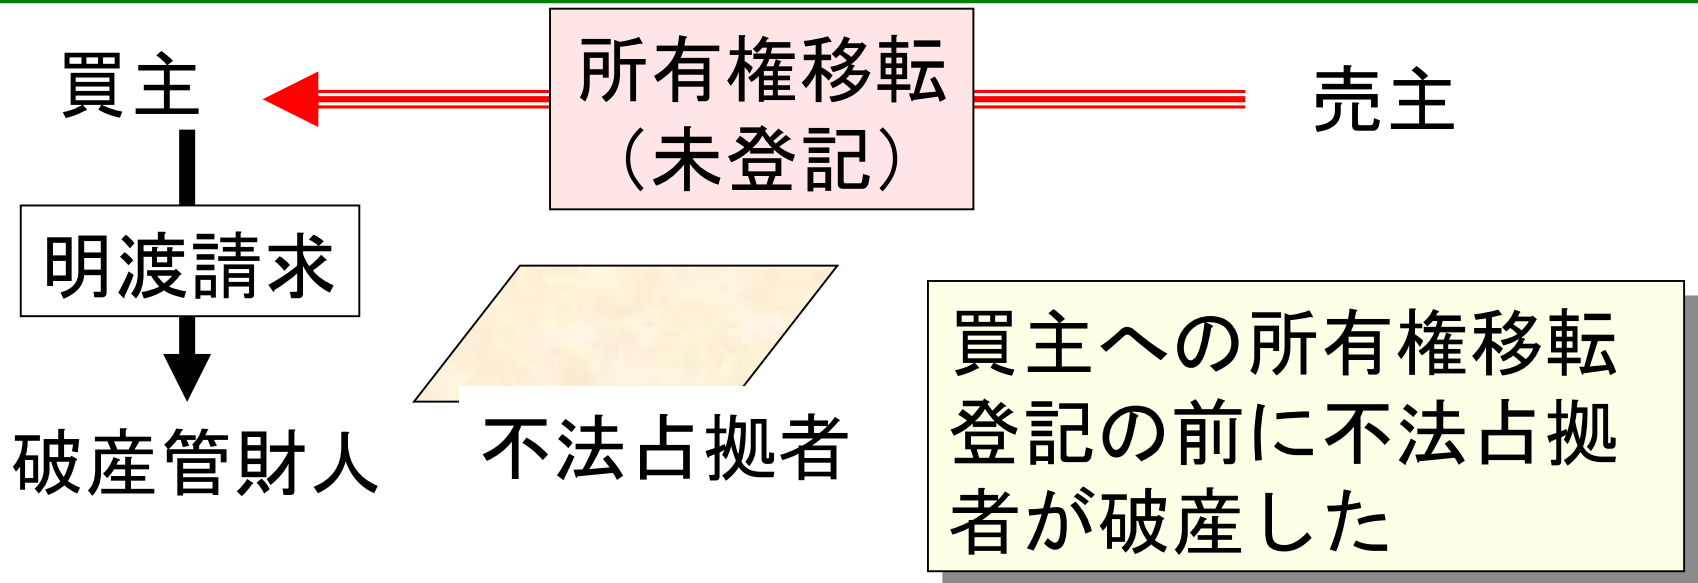 買主
所有権移転
（未登記）
売主
明渡請求
破産管財人
不法占拠者
買主への所有権移転
登記の前に不法占拠
者が破産した